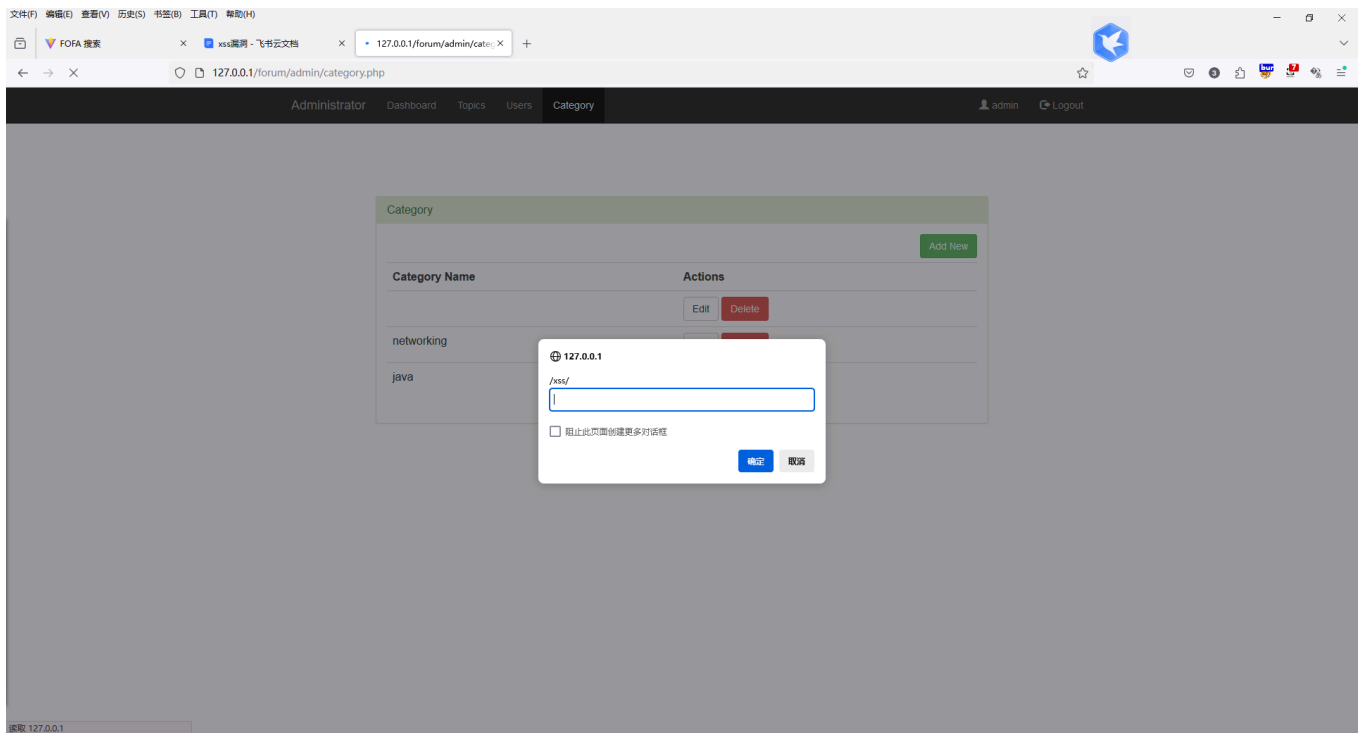 文件(F) 编辑(E) 查看(V) 历史(S) 书签(B) 工具(T) 帮助(H)
FOFA 搜索 xss漏洞 - 飞书云文档 127.0.0.1/forum/admin/categ
127.0.0.1/forum/admin/category.php 3 bur 7
Administrator Dashboard Topics Users Category admin Logout
Category
Add New
Category Name Actions
Edit Delete
networking
java
127.0.0.1
/xss/
阻止此页面创建更多对话框
确定 取消
读取 127.0.0.1